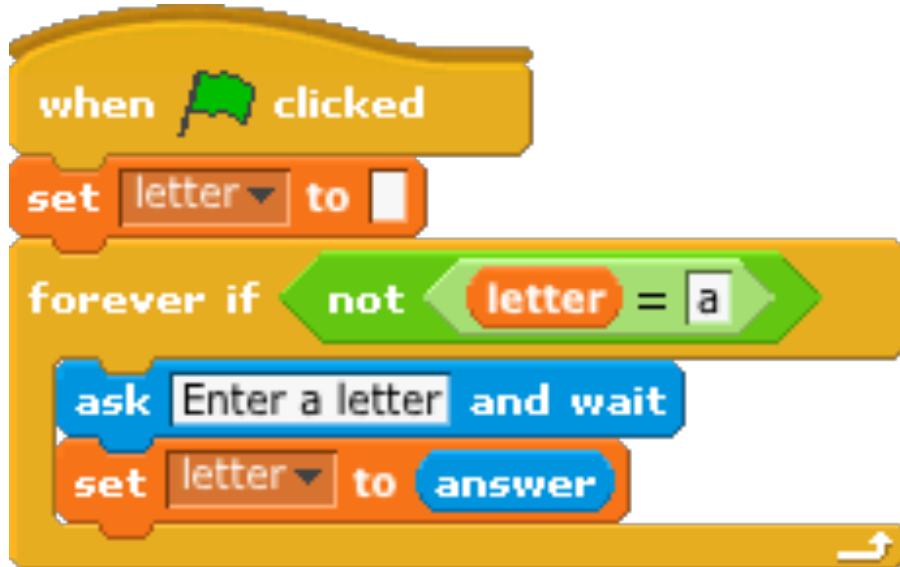 when clicked
set letter to
forever if not letter = a
ask Enter a letter and wait
set letter to answer